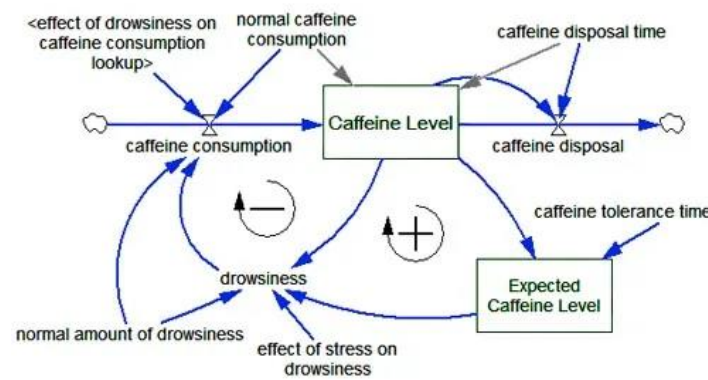 <effect of drowsiness on
caffeine consumption
lookup>
normal caffeine
consumption
caffeine disposal time
Caffeine Level
caffeine consumption
caffeine disposal
caffeine tolerance time
drowsiness
Expected
Caffeine Level
normal amount of drowsiness
effect of stress on
drowsiness